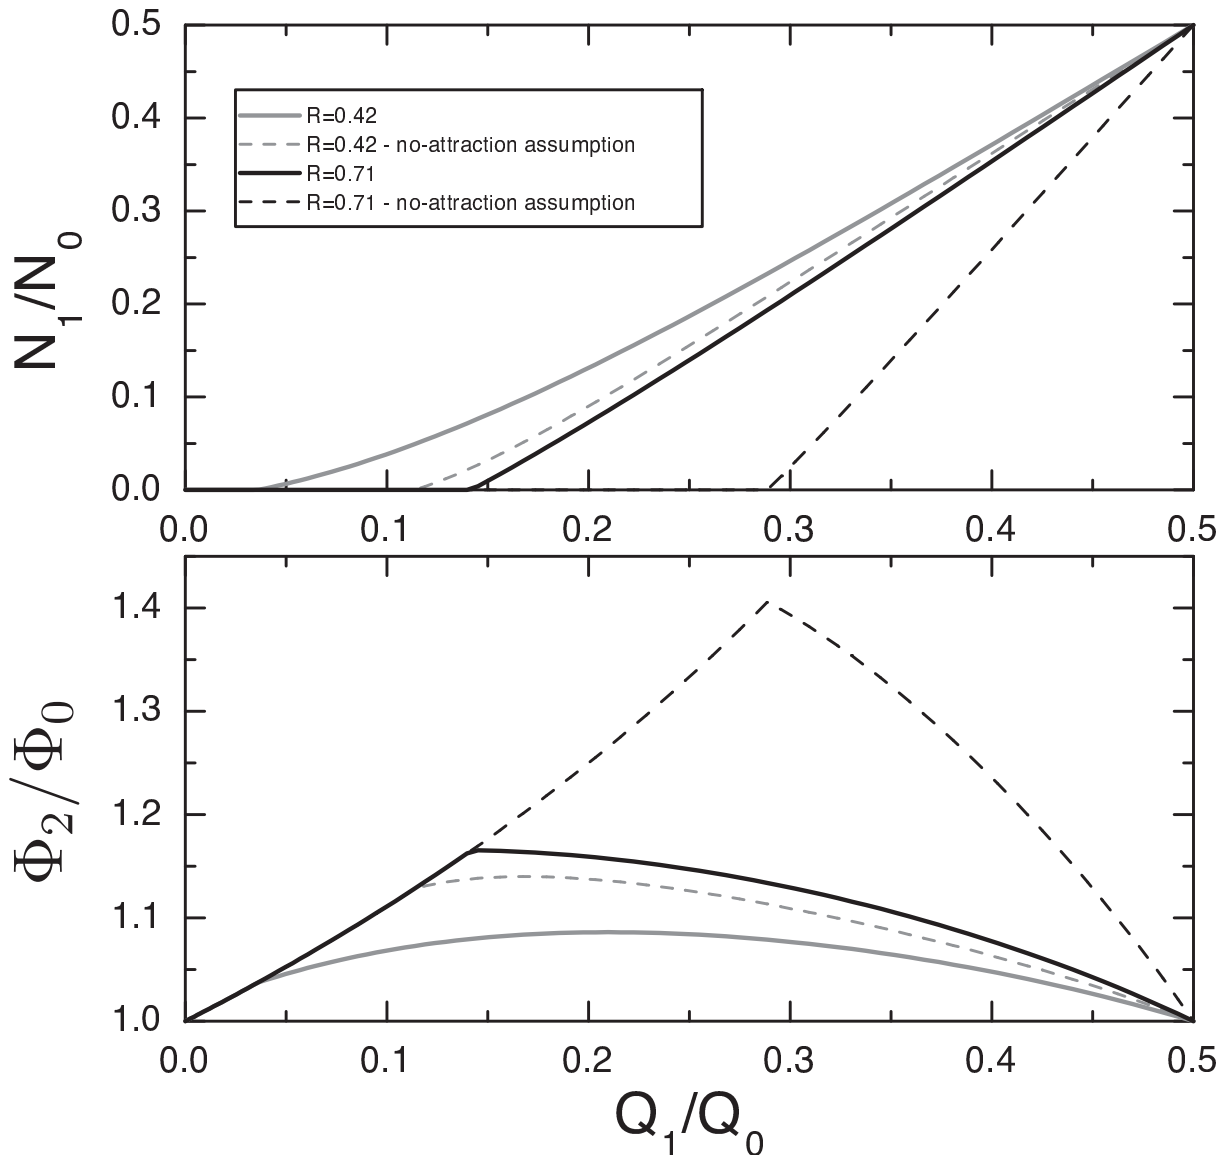 0.5
0.4
0.3
0.2
0.1
0.0
N1/N0
R=0.42
R=0.42 - no-attraction assumption
R=0.71
R=0.71 - no-attraction assumption
0.0 0.1 0.2 0.3 0.4 0.5
1.4
1.3
1.2
1.1
1.0
Φ2/Φ0
0.0 0.1 0.2 0.3 0.4 0.5
Q1/Q0